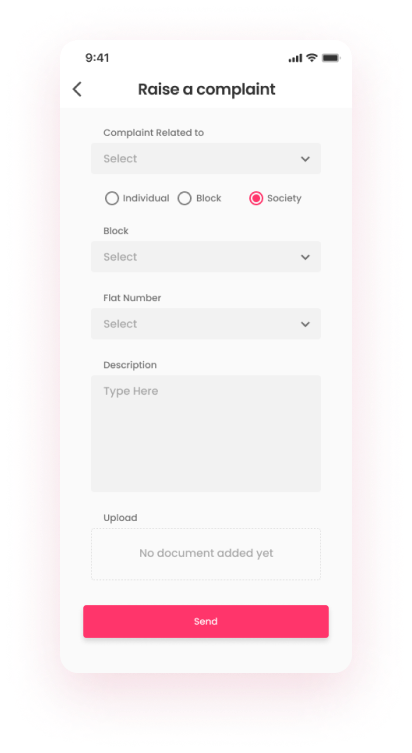 9:41
Raise a complaint
Complaint Related to
Select
Individual Block Society
Block
Select
Flat Number
Select
Description
Type Here
Upload
No document added yet
Send